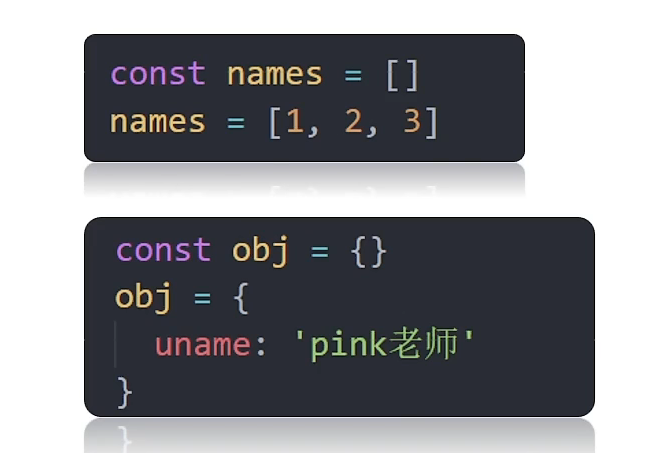 const names = []
names = [1, 2, 3]
const obj = {}
obj = {
uname: 'pink老师'
}